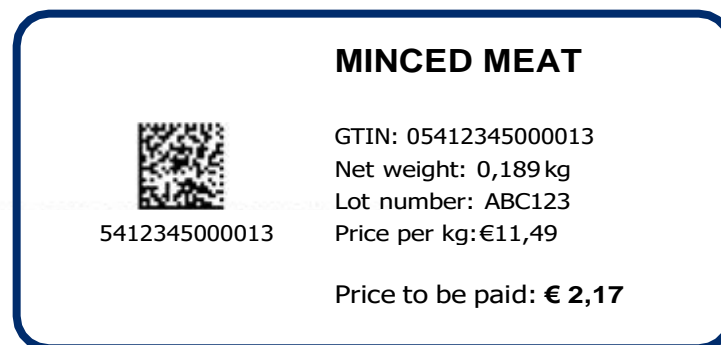 MINCED MEAT
GTIN: 05412345000013
Net weight: 0,189 kg
Lot number: ABC123
5412345000013
Price per kg:€11,49
Price to be paid: € 2,17